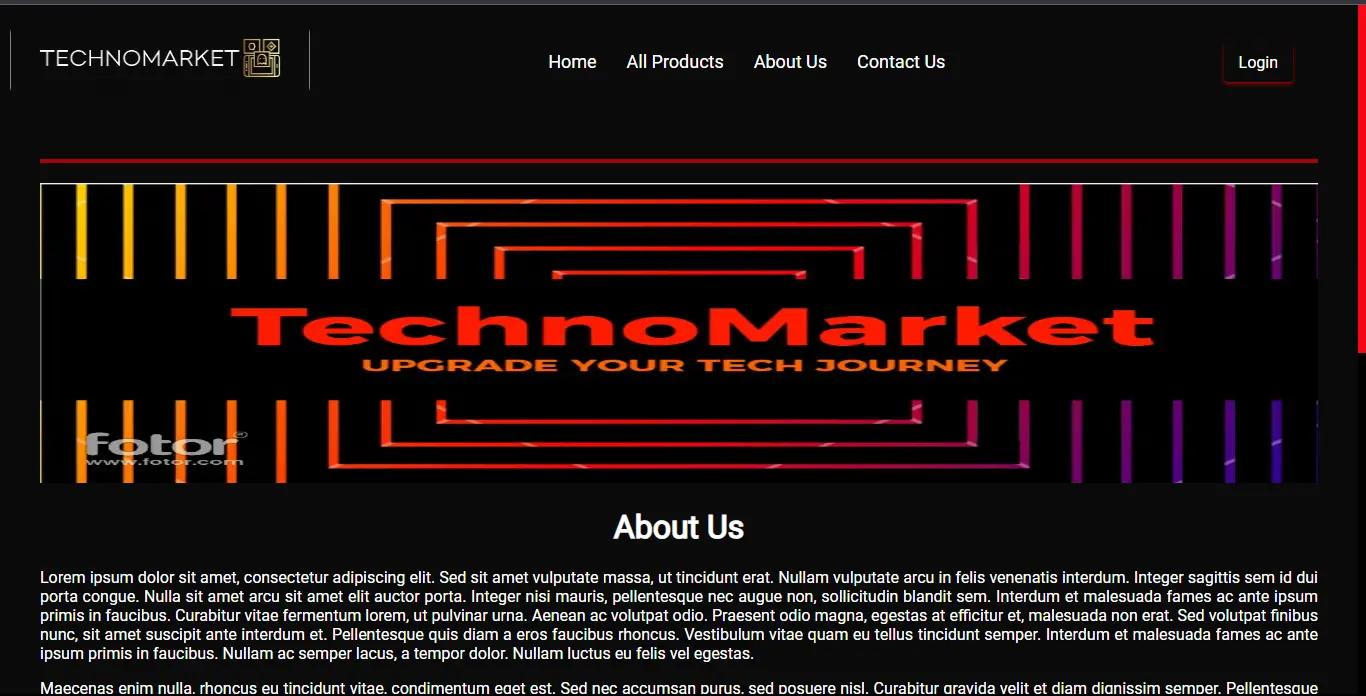 TECHNOMARKET
Home All Products About Us Contact Us
Login
TechnoMarket
UPGRADE YOUR TECH JOURNEY
fotor®
www.fotor.com
About Us
Lorem ipsum dolor sit amet, consectetur adipiscing elit. Sed sit amet vulputate massa, ut tincidunt erat. Nullam vulputate arcu in felis venenatis interdum. Integer sagittis sem id dui
porta congue. Nulla sit amet arcu sit amet elit auctor porta. Integer nisi mauris, pellentesque nec augue non, sollicitudin blandit sem. Interdum et malesuada fames ac ante ipsum
primis in faucibus. Curabitur vitae fermentum lorem, ut pulvinar urna. Aenean ac volutpat odio. Praesent odio magna, egestas at efficitur et, malesuada non erat. Sed volutpat finibus
nunc, sit amet suscipit ante interdum et. Pellentesque quis diam a eros faucibus rhoncus. Vestibulum vitae quam eu tellus tincidunt semper. Interdum et malesuada fames ac ante
ipsum primis in faucibus. Nullam ac semper lacus, a tempor dolor. Nullam luctus eu felis vel egestas.
Maecenas enim nulla, rhoncus eu tincidunt vitae, condimentum eget est. Sed nec accumsan purus, sed posuere nisl. Curabitur gravida velit et diam dignissim semper. Pellentesque